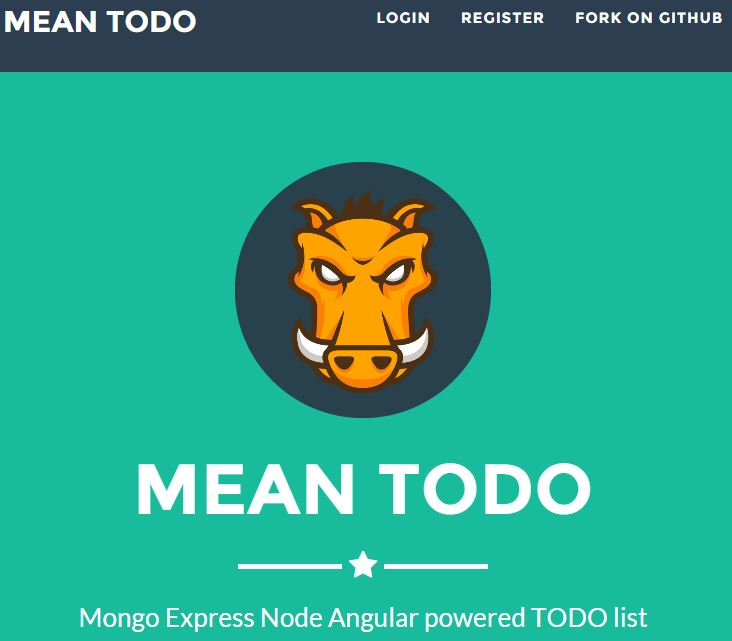 MEAN TODO
LOGIN REGISTER FORK ON GITHUB
MEAN TODO
Mongo Express Node Angular powered TODO list